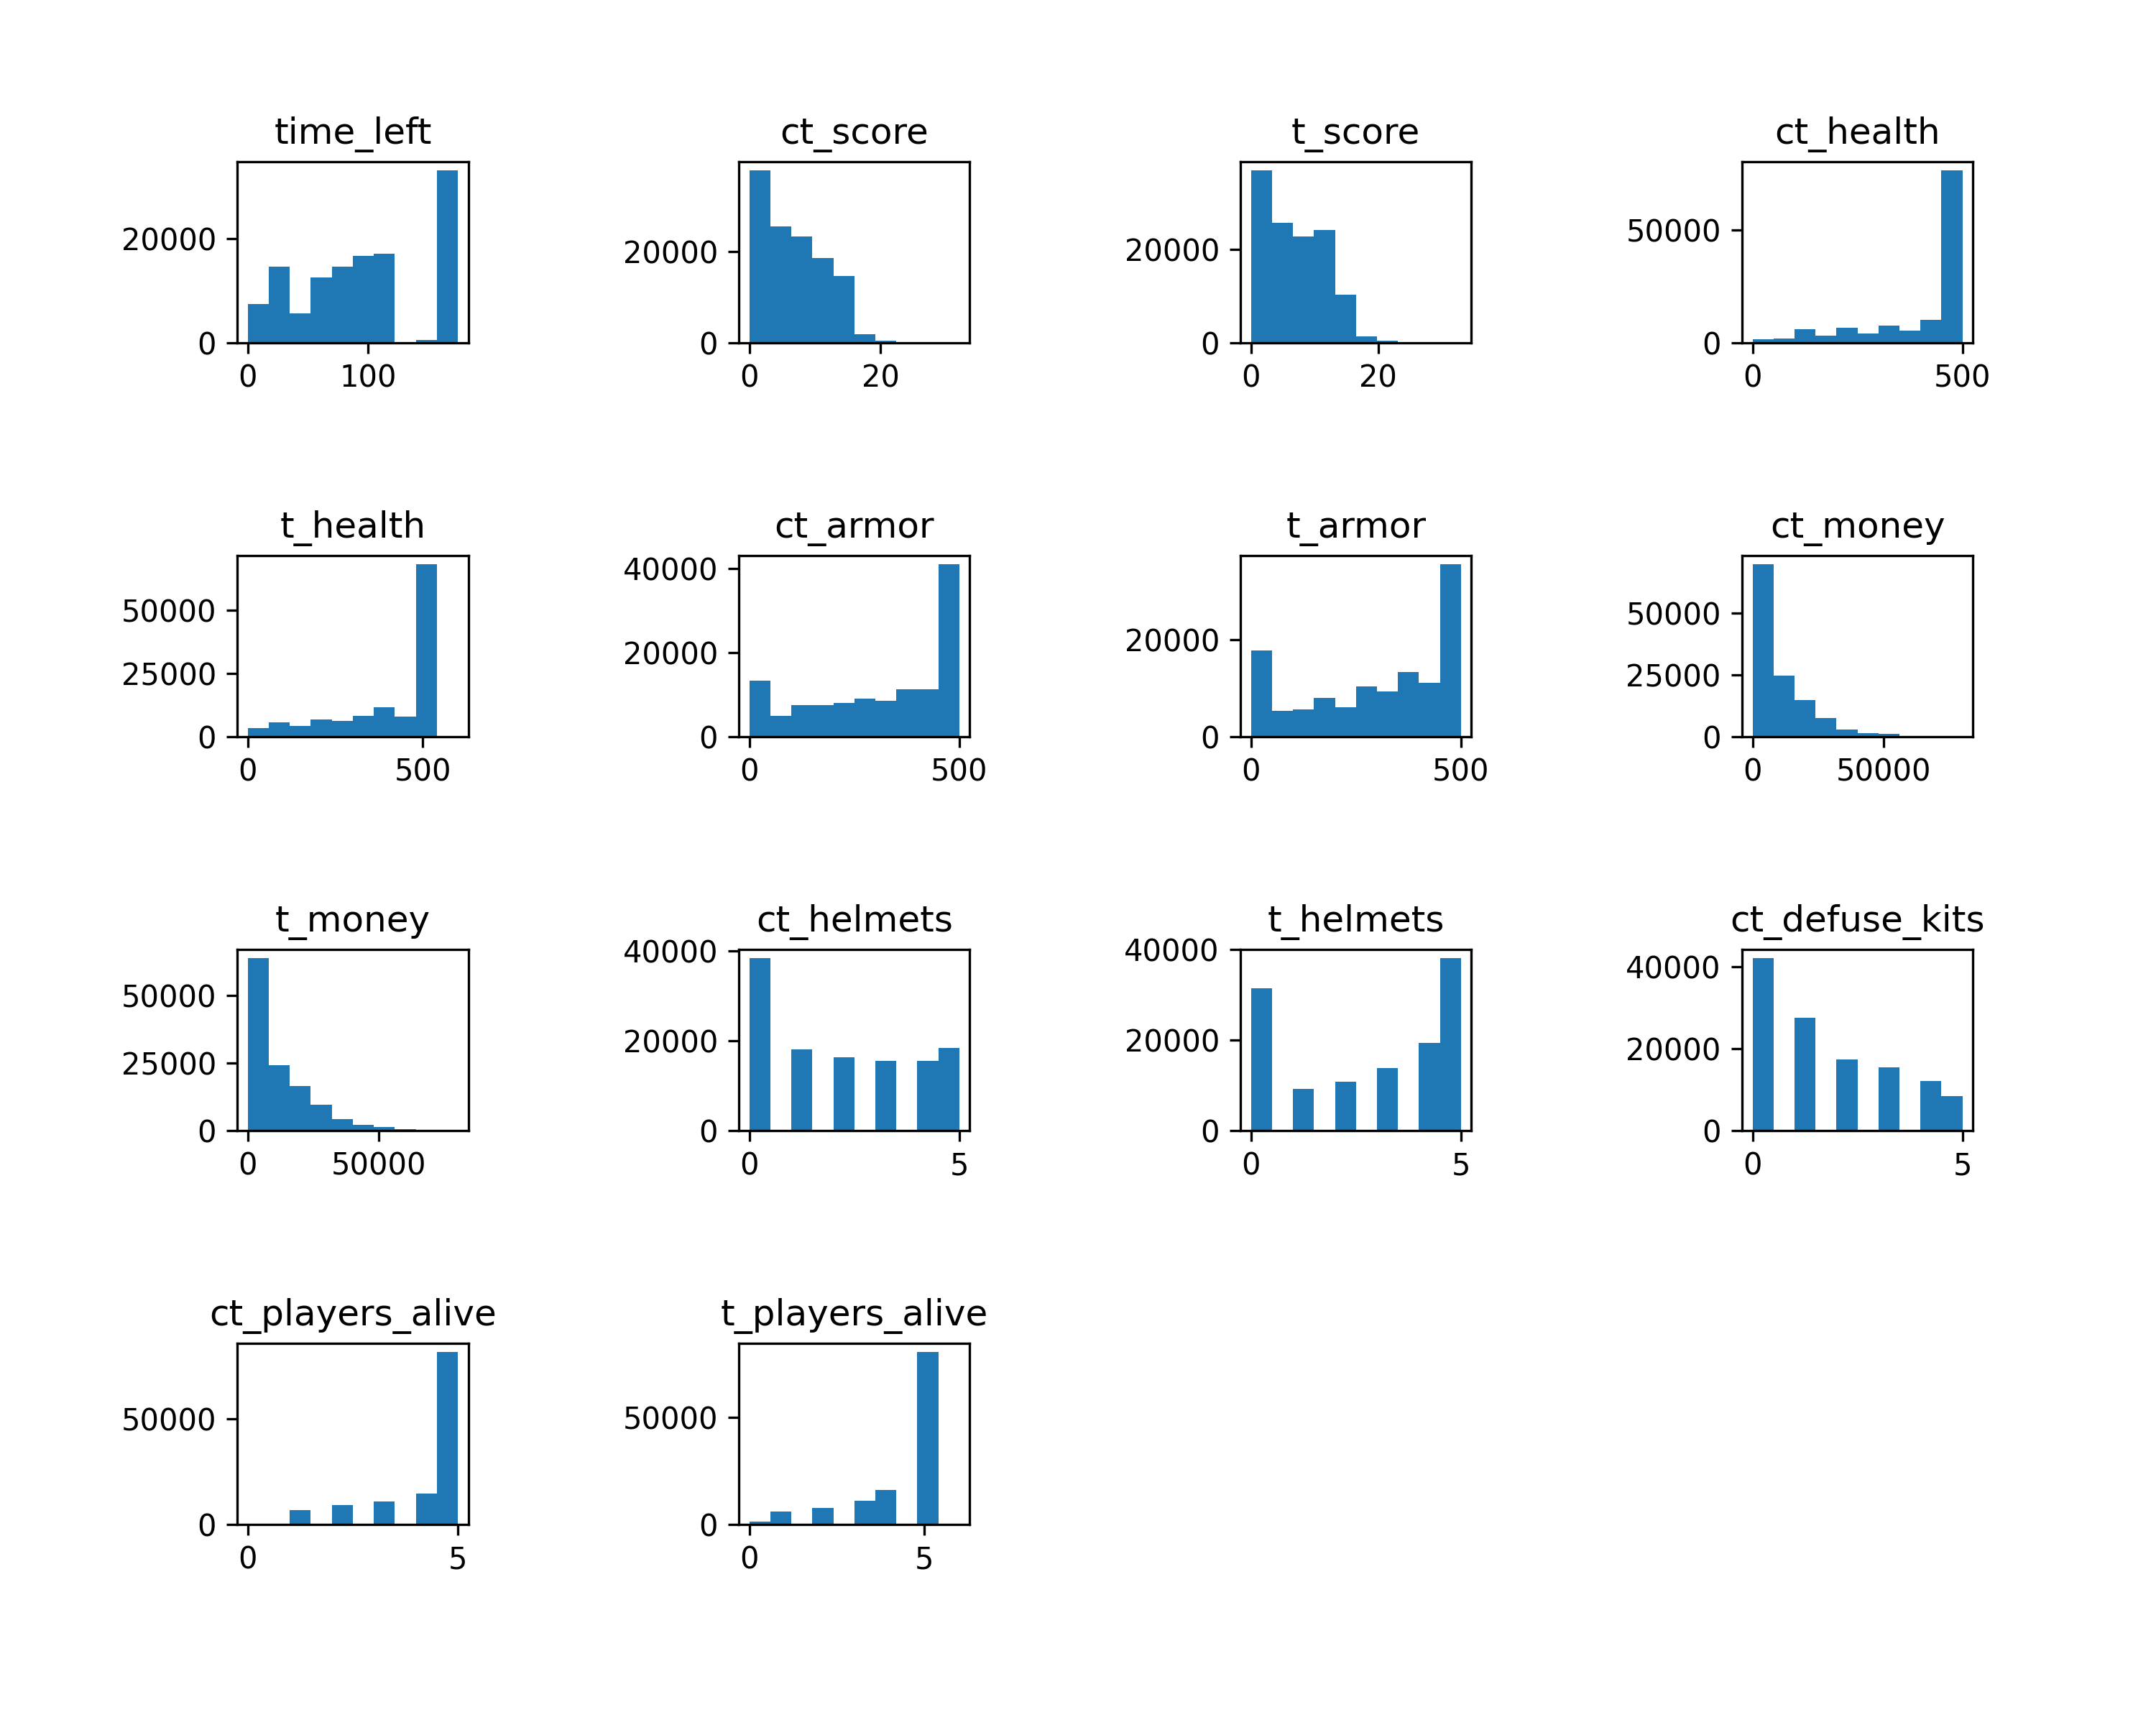 time_left ct_score t_score ct_health
20000 20000 20000 50000
0 0 0 0
0 100 0 20 0 20 0 500
t_health ct_armor t_armor ct_money
50000 40000 20000 50000
25000 20000 25000
0 0 0 0
0 500 0 500 0 500 0 50000
t_money ct_helmets t_helmets ct_defuse_kits
50000 40000 40000 40000
25000 20000 20000 20000
0 0 0 0
0 50000 0 5 0 5 0 5
ct_players_alive t_players_alive
50000 50000
0 0
0 5 0 5